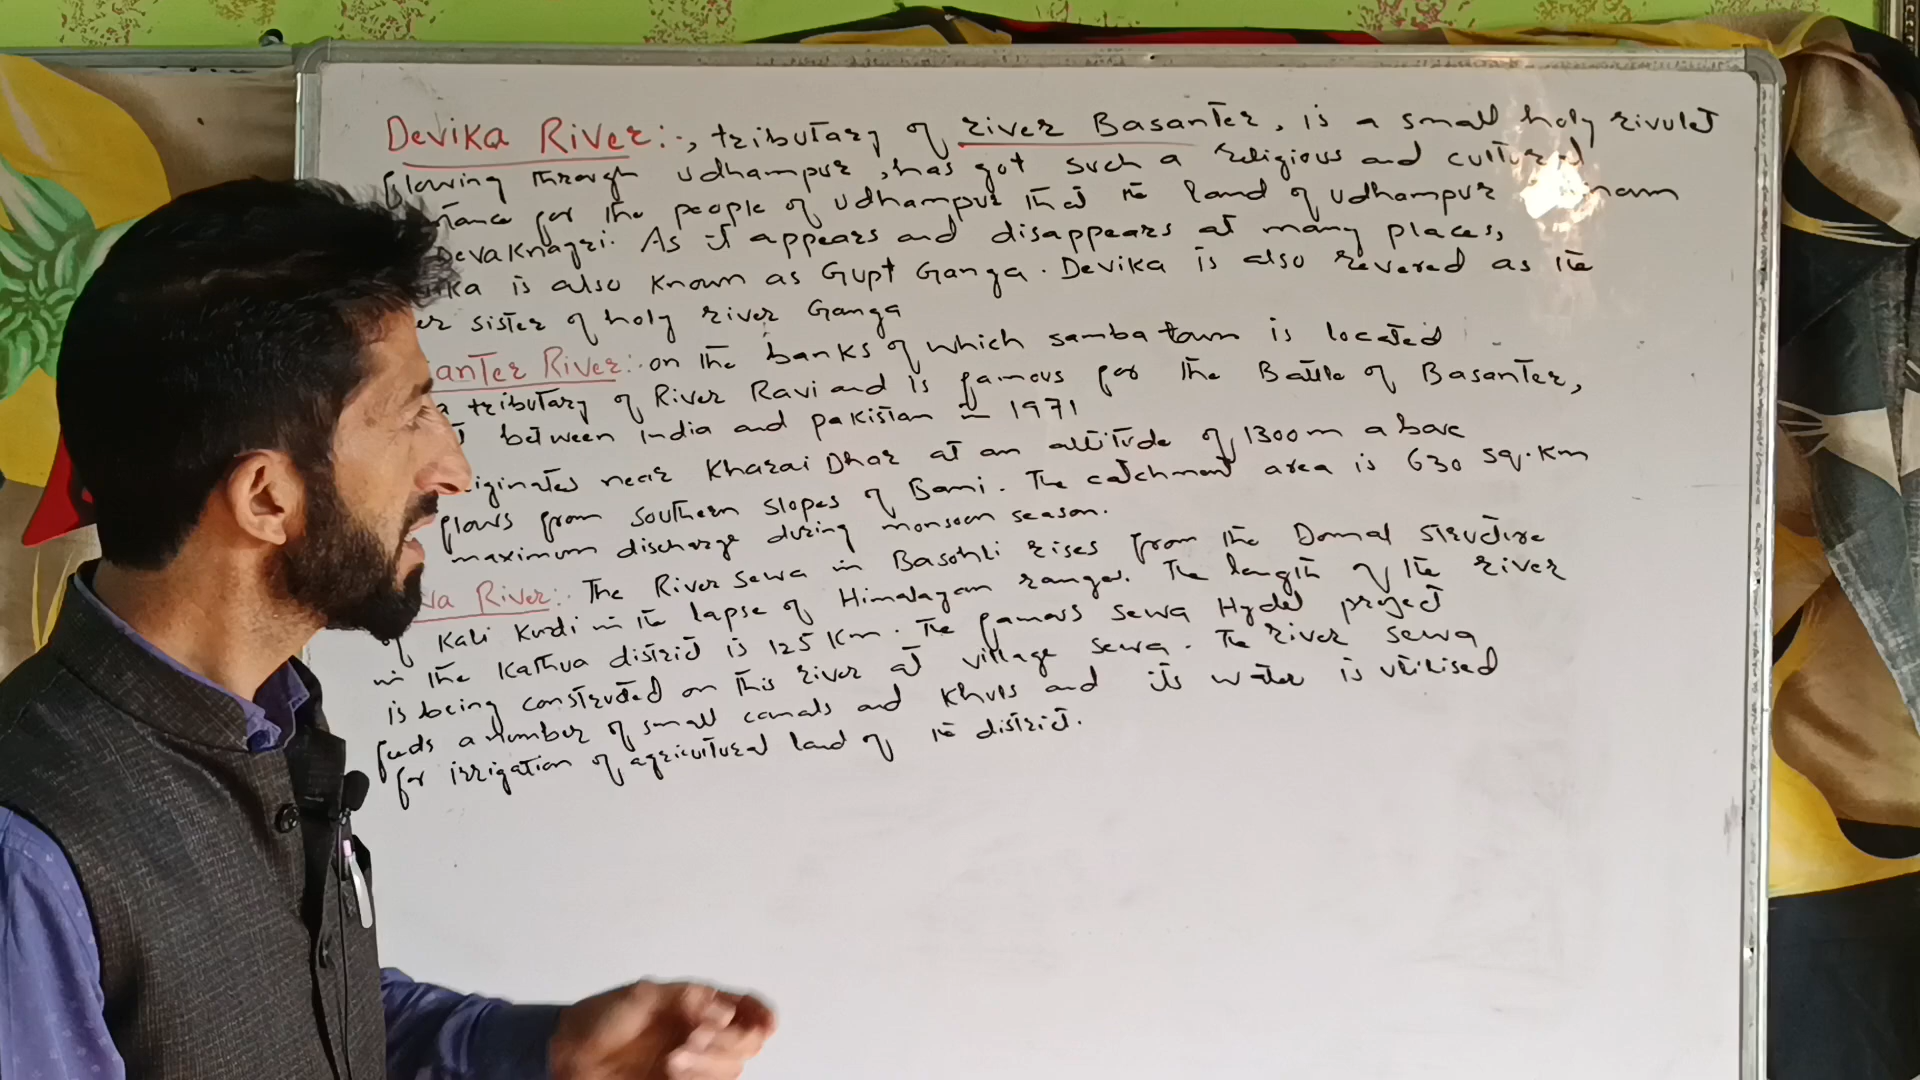 Devika River:-, tributary of river Basanter, is a small holy rivulet
flowing through Udhampur, has got such a religious and cultural
tance for the people of Udhampur that the land of Udhampur
Devaknagri. As it appears and disappears at many places,
ka is also known as Gupt Ganga. Devika is also revered as the
er sister of holy river Ganga
anter River:- on the banks of which samba town is located
a tributary of River Ravi and is famous for the Battle of Basanter,
t between India and Pakistan in 1971
iginates near Kharai Dhar at an altitude of 1300m above
flows from southern slopes of Bami. The catchment area is 630 sq.km
maximum discharge during monsoon season.
wa River:- The River Sewa in Basohli rises from the Domal structure
of Kali Kundi in the lapse of Himalayan ranges. The length of the river
in the Kathua district is 125 Km. The famous Sewa Hydel project
is being constructed on this river at village Sewa. The river Sewa
feeds a number of small canals and Khuls and its water is utilised
for irrigation of agricultural land of the district.